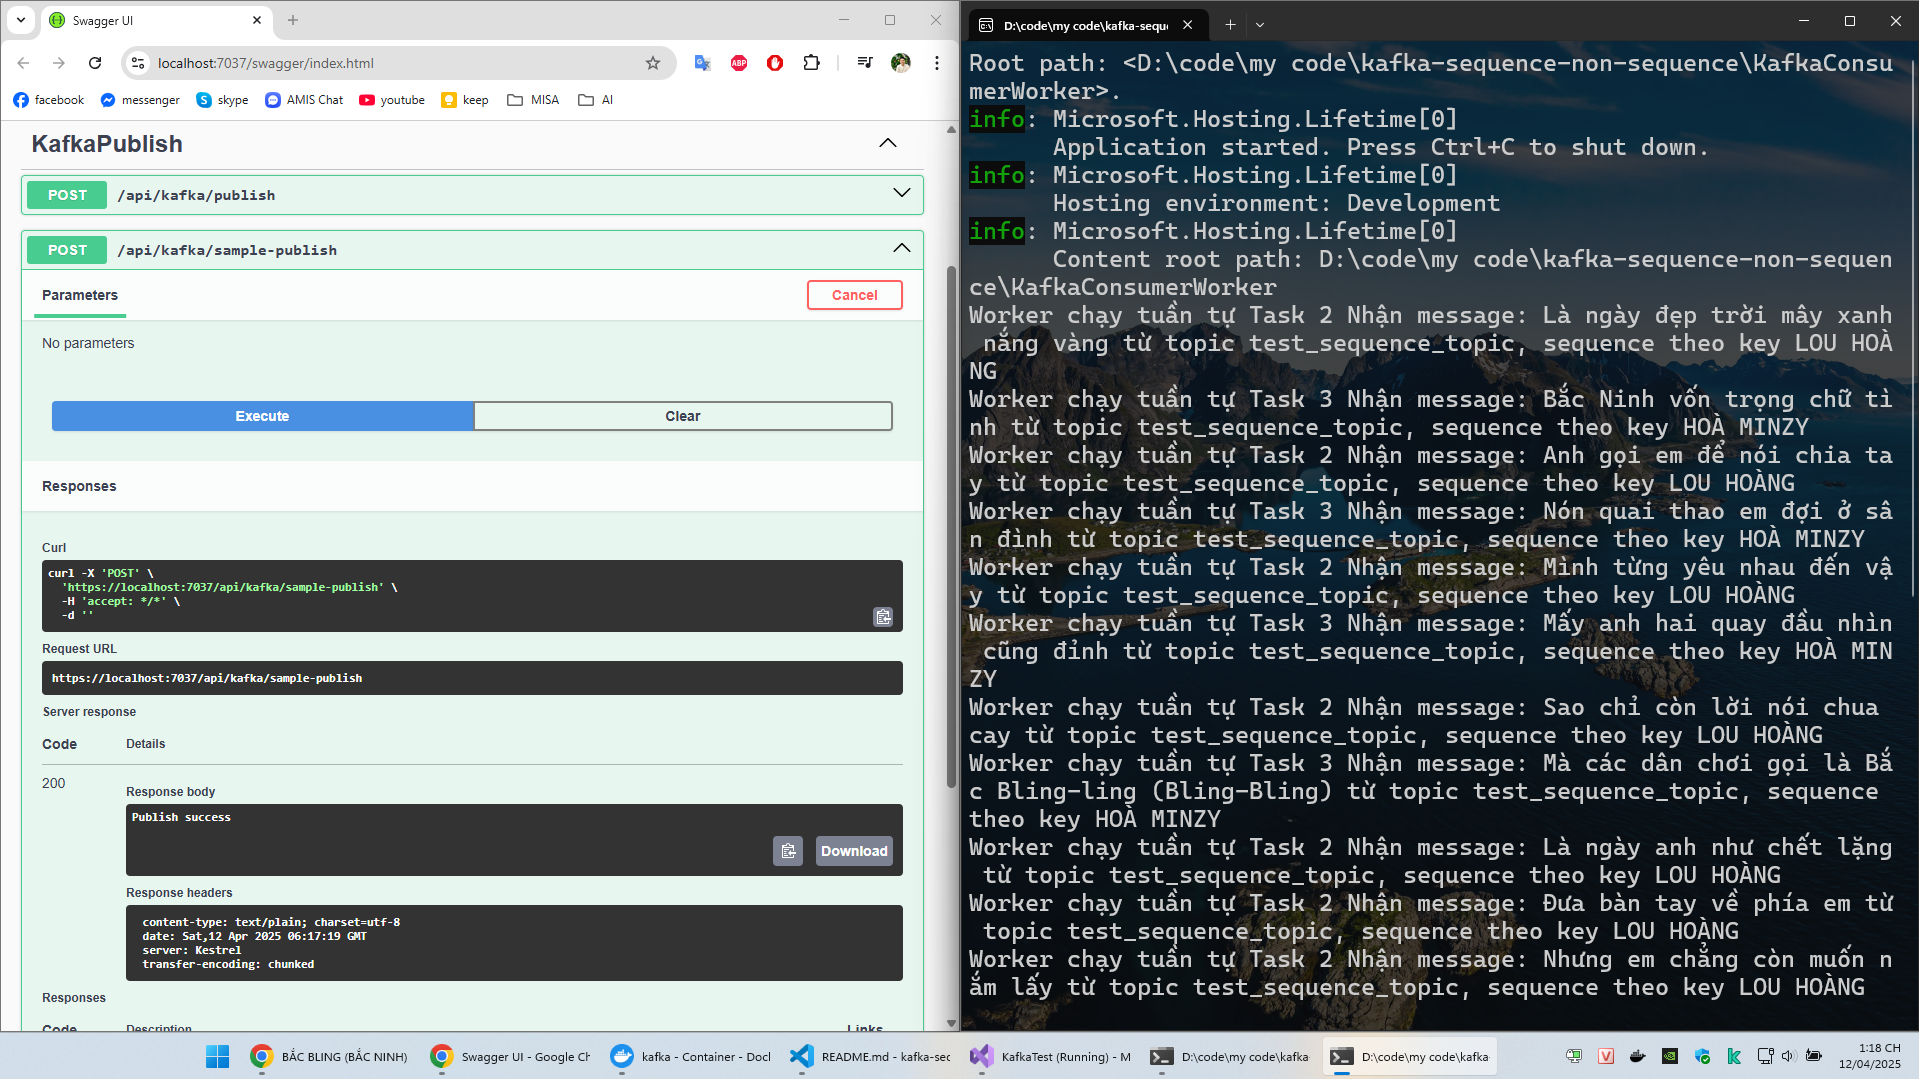 Swagger UI
localhost:7037/swagger/index.html
facebook
messenger
skype
AMIS Chat
youtube
keep
MISA
AI
KafkaPublish
POST /api/kafka/publish
POST /api/kafka/sample-publish
Parameters
Cancel
No parameters
Execute
Clear
Responses
Curl
curl -X 'POST' \
'https://localhost:7037/api/kafka/sample-publish' \
-H 'accept: */*' \
-d ''
Request URL
https://localhost:7037/api/kafka/sample-publish
Server response
Code Details
200
Response body
Publish success
Download
Response headers
content-type: text/plain; charset=utf-8
date: Sat,12 Apr 2025 06:17:19 GMT
server: Kestrel
transfer-encoding: chunked
Responses
Code Description Links
D:\code\my code\kafka-sequ
Root path: <D:\code\my code\kafka-sequence-non-sequence\KafkaConsu
merWorker>.
info: Microsoft.Hosting.Lifetime[0]
Application started. Press Ctrl+C to shut down.
info: Microsoft.Hosting.Lifetime[0]
Hosting environment: Development
info: Microsoft.Hosting.Lifetime[0]
Content root path: D:\code\my code\kafka-sequence-non-sequen
ce\KafkaConsumerWorker
Worker chạy tuần tự Task 2 Nhận message: Là ngày đẹp trời mây xanh
nắng vàng từ topic test_sequence_topic, sequence theo key LOU HOÀ
NG
Worker chạy tuần tự Task 3 Nhận message: Bắc Ninh vốn trọng chữ tì
nh từ topic test_sequence_topic, sequence theo key HOÀ MINZY
Worker chạy tuần tự Task 2 Nhận message: Anh gọi em để nói chia ta
y từ topic test_sequence_topic, sequence theo key LOU HOÀNG
Worker chạy tuần tự Task 3 Nhận message: Nón quai thao em đợi ở sâ
n đình từ topic test_sequence_topic, sequence theo key HOÀ MINZY
Worker chạy tuần tự Task 2 Nhận message: Mình từng yêu nhau đến vậ
y từ topic test_sequence_topic, sequence theo key LOU HOÀNG
Worker chạy tuần tự Task 3 Nhận message: Mấy anh hai quay đầu nhìn
cũng đỉnh từ topic test_sequence_topic, sequence theo key HOÀ MIN
ZY
Worker chạy tuần tự Task 2 Nhận message: Sao chỉ còn lời nói chua
cay từ topic test_sequence_topic, sequence theo key LOU HOÀNG
Worker chạy tuần tự Task 3 Nhận message: Mà các dân chơi gọi là Bắ
c Bling-ling (Bling-Bling) từ topic test_sequence_topic, sequence
theo key HOÀ MINZY
Worker chạy tuần tự Task 2 Nhận message: Là ngày anh như chết lặng
từ topic test_sequence_topic, sequence theo key LOU HOÀNG
Worker chạy tuần tự Task 2 Nhận message: Đưa bàn tay về phía em từ
topic test_sequence_topic, sequence theo key LOU HOÀNG
Worker chạy tuần tự Task 2 Nhận message: Nhưng em chẳng còn muốn n
ắm lấy từ topic test_sequence_topic, sequence theo key LOU HOÀNG
BẮC BLING (BẮC NINH)
Swagger UI - Google Ch
kafka - Container - Docl
README.md - kafka-sec
KafkaTest (Running) - M
D:\code\my code\kafka
D:\code\my code\kafka
1:18 CH
12/04/2025